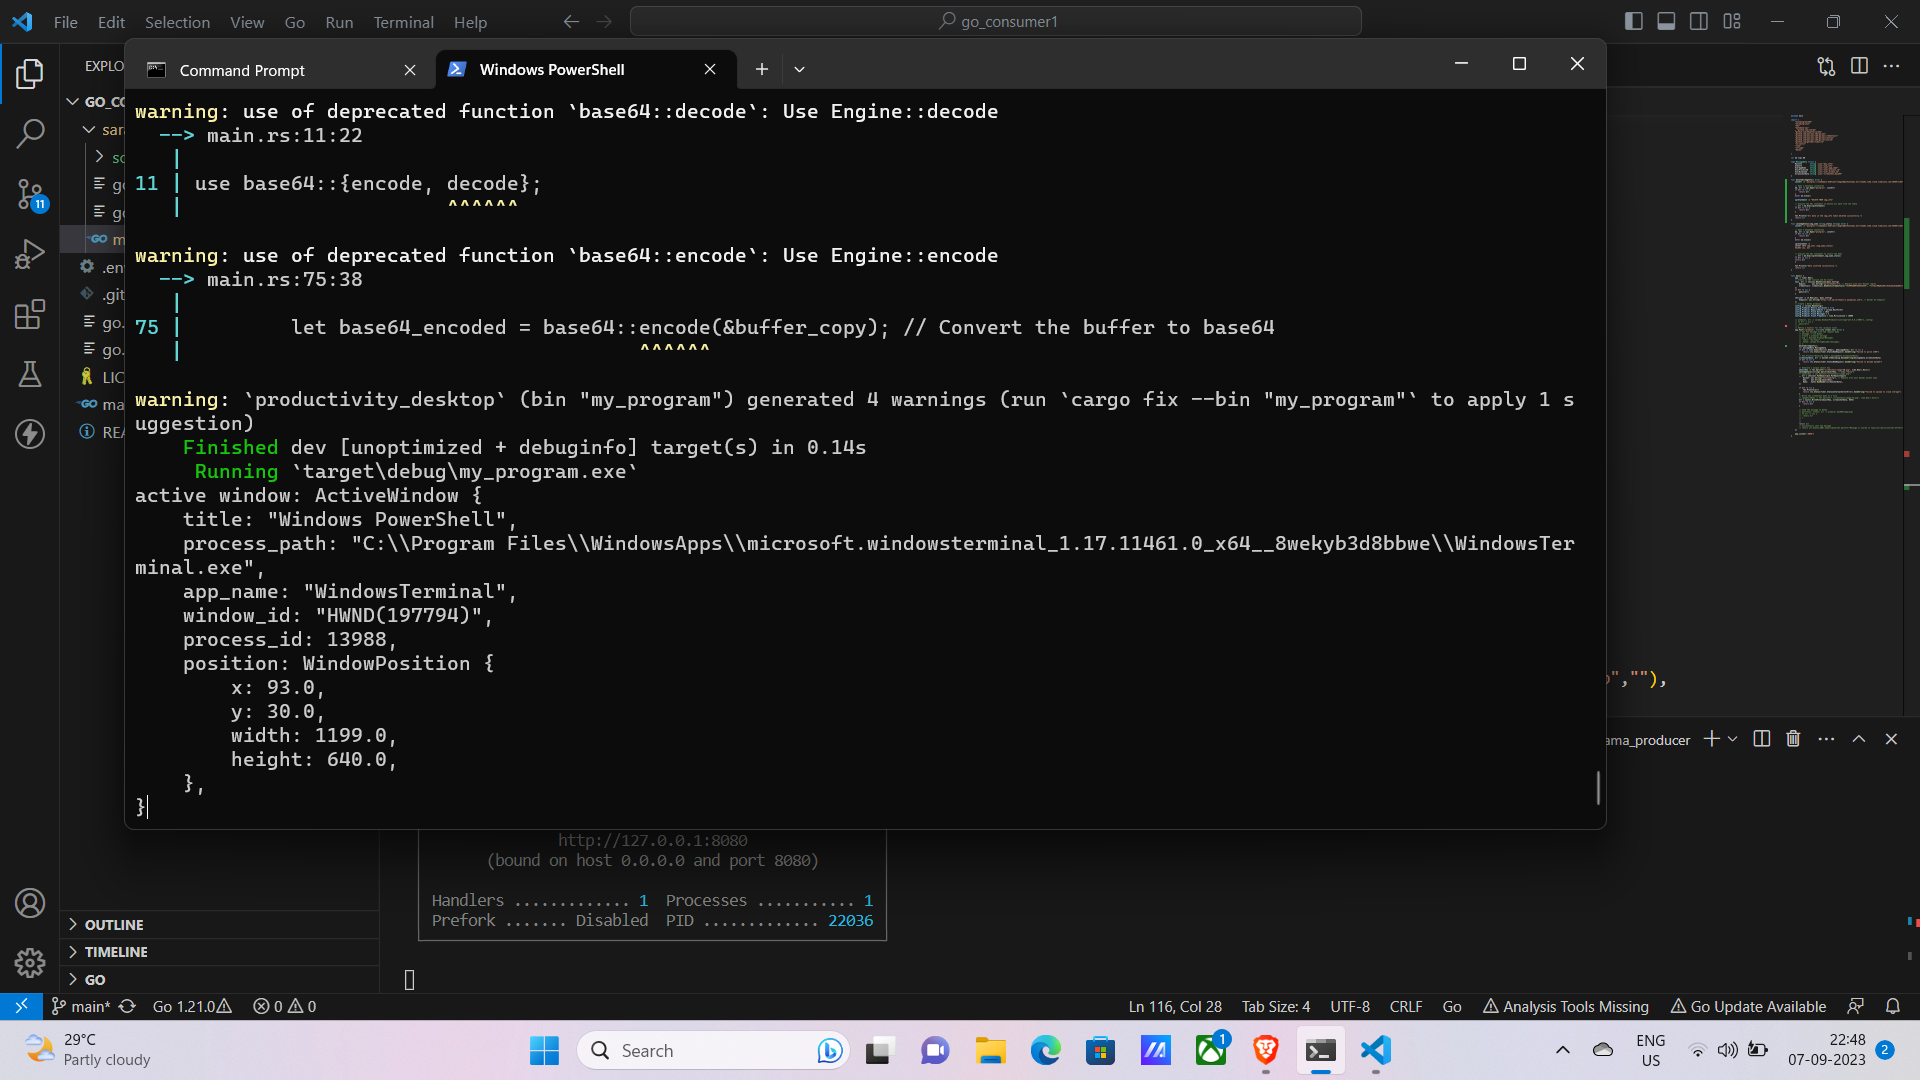 File Edit Selection View Go Run Terminal Help
go_consumer1
EXPLO
Command Prompt
Windows PowerShell
GO_CO
sara
sc
go
go
m
.en
.git
go.
go.
LIC
ma
REA
11
warning: use of deprecated function `base64::decode`: Use Engine::decode
--> main.rs:11:22
|
11 | use base64::{encode, decode};
| ^^^^^^
warning: use of deprecated function `base64::encode`: Use Engine::encode
--> main.rs:75:38
|
75 | let base64_encoded = base64::encode(&buffer_copy); // Convert the buffer to base64
| ^^^^^^
warning: `productivity_desktop` (bin "my_program") generated 4 warnings (run `cargo fix --bin "my_program"` to apply 1 s
uggestion)
Finished dev [unoptimized + debuginfo] target(s) in 0.14s
Running `target\debug\my_program.exe`
active window: ActiveWindow {
title: "Windows PowerShell",
process_path: "C:\\Program Files\\WindowsApps\\microsoft.windowsterminal_1.17.11461.0_x64__8wekyb3d8bbwe\\WindowsTer
minal.exe",
app_name: "WindowsTerminal",
window_id: "HWND(197794)",
process_id: 13988,
position: WindowPosition {
x: 93.0,
y: 30.0,
width: 1199.0,
height: 640.0,
},
}
",""),
ama_producer
http://127.0.0.1:8080
(bound on host 0.0.0.0 and port 8080)
Handlers ............. 1 Processes ........... 1
Prefork ....... Disabled PID ............. 22036
OUTLINE
TIMELINE
GO
main* Go 1.21.0 0 0
Ln 116, Col 28 Tab Size: 4 UTF-8 CRLF Go Analysis Tools Missing Go Update Available
29°C
Partly cloudy
Search
1
ENG
US
22:48
07-09-2023
2